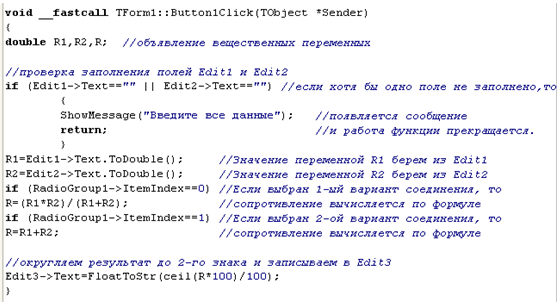 void __fastcall TForm1::Button1Click(TObject *Sender)
{
double R1,R2,R;  //объявление вещественных переменных

//проверка заполнения полей Edit1 и Edit2
if (Edit1->Text=="" || Edit2->Text=="") //если хотя бы одно поле не заполнено,то
        {
        ShowMessage("Введите все данные");   //появляется сообщение
        return;                              //и работа функции прекращается.
        }
R1=Edit1->Text.ToDouble();     //Значение переменной R1 берем из Edit1
R2=Edit2->Text.ToDouble();     //Значение переменной R2 берем из Edit2
if (RadioGroup1->ItemIndex==0) //Если выбран 1-ый вариант соединения, то
R=(R1*R2)/(R1+R2);             //сопротивление вычисляется по формуле
if (RadioGroup1->ItemIndex==1) //Если выбран 2-ой вариант соединения, то
R=R1+R2;                       //сопротивление вычисляется по формуле

//округляем результат до 2-го знака и записываем в Edit3
Edit3->Text=FloatToStr(ceil(R*100)/100);
}